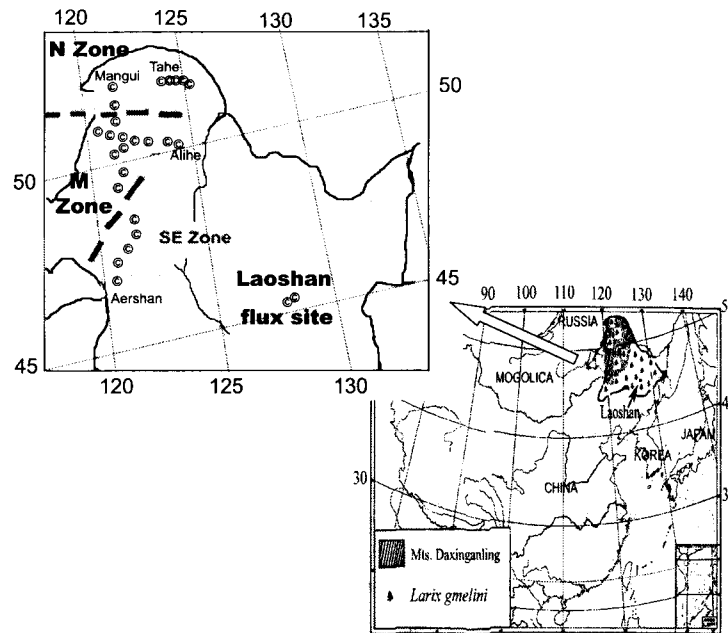 120
125
130
135
N Zone
Tahe
Mangui
50
Alihe
50
M
Zone
SE Zone
Laoshan
flux site
45
Aershan
45
120
125
130
90
100
110
120
130
140
RUSSIA
MOGOLICA
Laoshan
JAPAN
KOREA
30
CHINA
Mts. Daxinganling
Larix gmelini